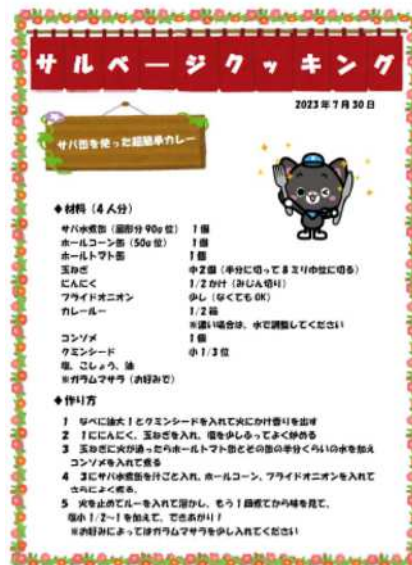 サルベージクッキング
2023年7月30日
サバ缶を使った超簡単カレー
◆材料(4人分)
サバ水煮缶(固形分90g位) 1個
ホールコーン缶(50g位) 1個
ホールトマト缶 1個
玉ねぎ 中2個(半分に切って8ミリ巾位に切る)
にんにく 1/2かけ(みじん切り)
フライドオニオン 少し(なくてもOK)
カレールー 1/2箱
※濃い場合は、水で調整してください
コンソメ 1個
クミンシード 小1/3位
塩、こしょう、油
※ガラムマサラ(お好みで)
◆作り方
1 なべに油大1とクミンシードを入れて火にかけ香りを出す
2 1ににんにく、玉ねぎを入れ、塩を少しふってよく炒める
3 玉ねぎに火が通ったらホールトマト缶とその缶の半分くらいの水を加え
コンソメを入れて煮る
4 3にサバ水煮缶を汁ごと入れ、ホールコーン、フライドオニオンを入れて
さらによく煮る。
5 火を止めてルーを入れて溶かし、もう1回煮てから味を見て、
塩小1/2~1を加えて、できあがり!
※お好みによってはガラムマサラを少し入れてください